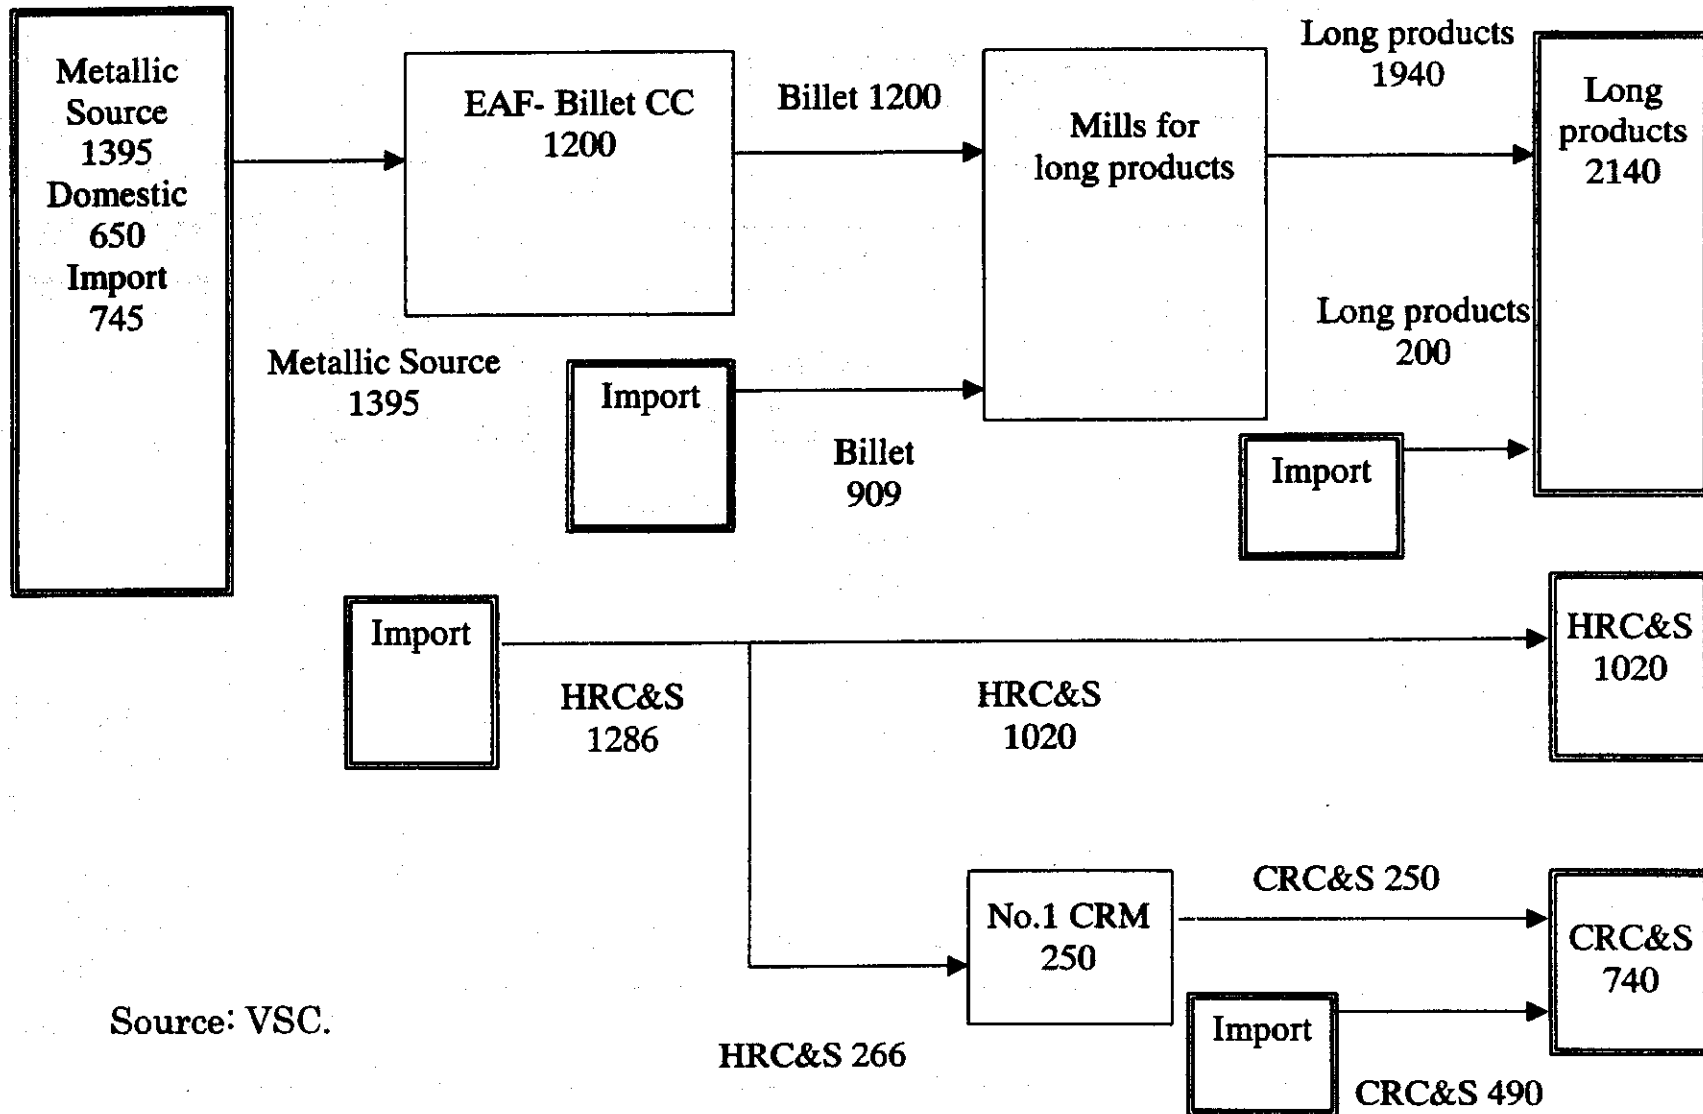 Metallic
Source
1395
Domestic
650
Import
745
EAF- Billet CC
1200
Billet 1200
Mills for
long products
Long products
1940
Long
products
2140
Metallic Source
1395
Import
Billet
909
Long products
200
Import
Import
HRC&S
1286
HRC&S
1020
HRC&S
1020
No.1 CRM
250
CRC&S 250
CRC&S
740
Import
HRC&S 266
CRC&S 490
Source: VSC.